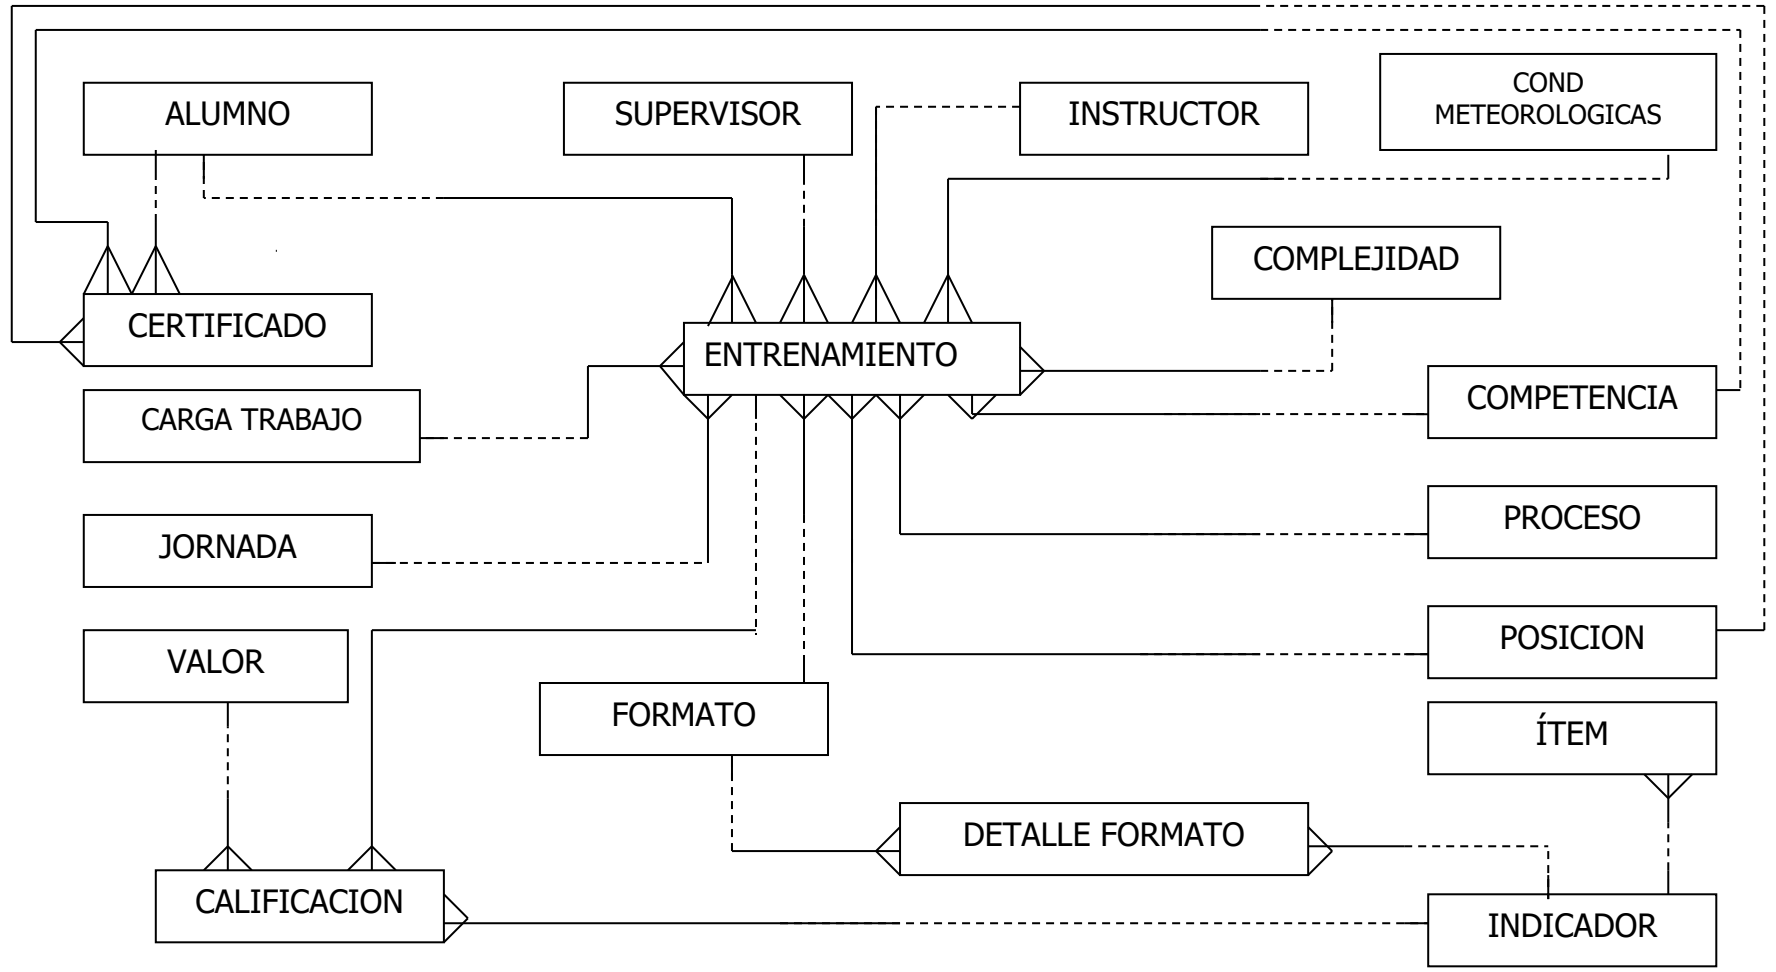 COND
METEOROLOGICAS
ALUMNO
SUPERVISOR
INSTRUCTOR
COMPLEJIDAD
CERTIFICADO
ENTRENAMIENTO
CARGA TRABAJO
COMPETENCIA
PROCESO
JORNADA
POSICION
VALOR
FORMATO
ÍTEM
DETALLE FORMATO
CALIFICACION
INDICADOR